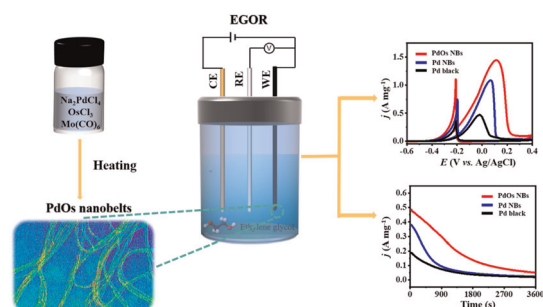 EGOR
V
CE
RE
WE
Na₂PdCl₄
OsCl₃
Mo(CO)₆
Heating
PdOs nanobelts
Ethylene glycol
PdOs NBs
Pd NBs
Pd black
j (A mg⁻¹)
1.5
1.0
0.5
0.0
-0.6 -0.4 -0.2 0.0 0.2 0.4
E (V vs. Ag/AgCl)
PdOs NBs
Pd NBs
Pd black
j (A mg⁻¹)
0.6
0.5
0.4
0.3
0.2
0.1
0.0
0 900 1800 2700 3600
Time (s)